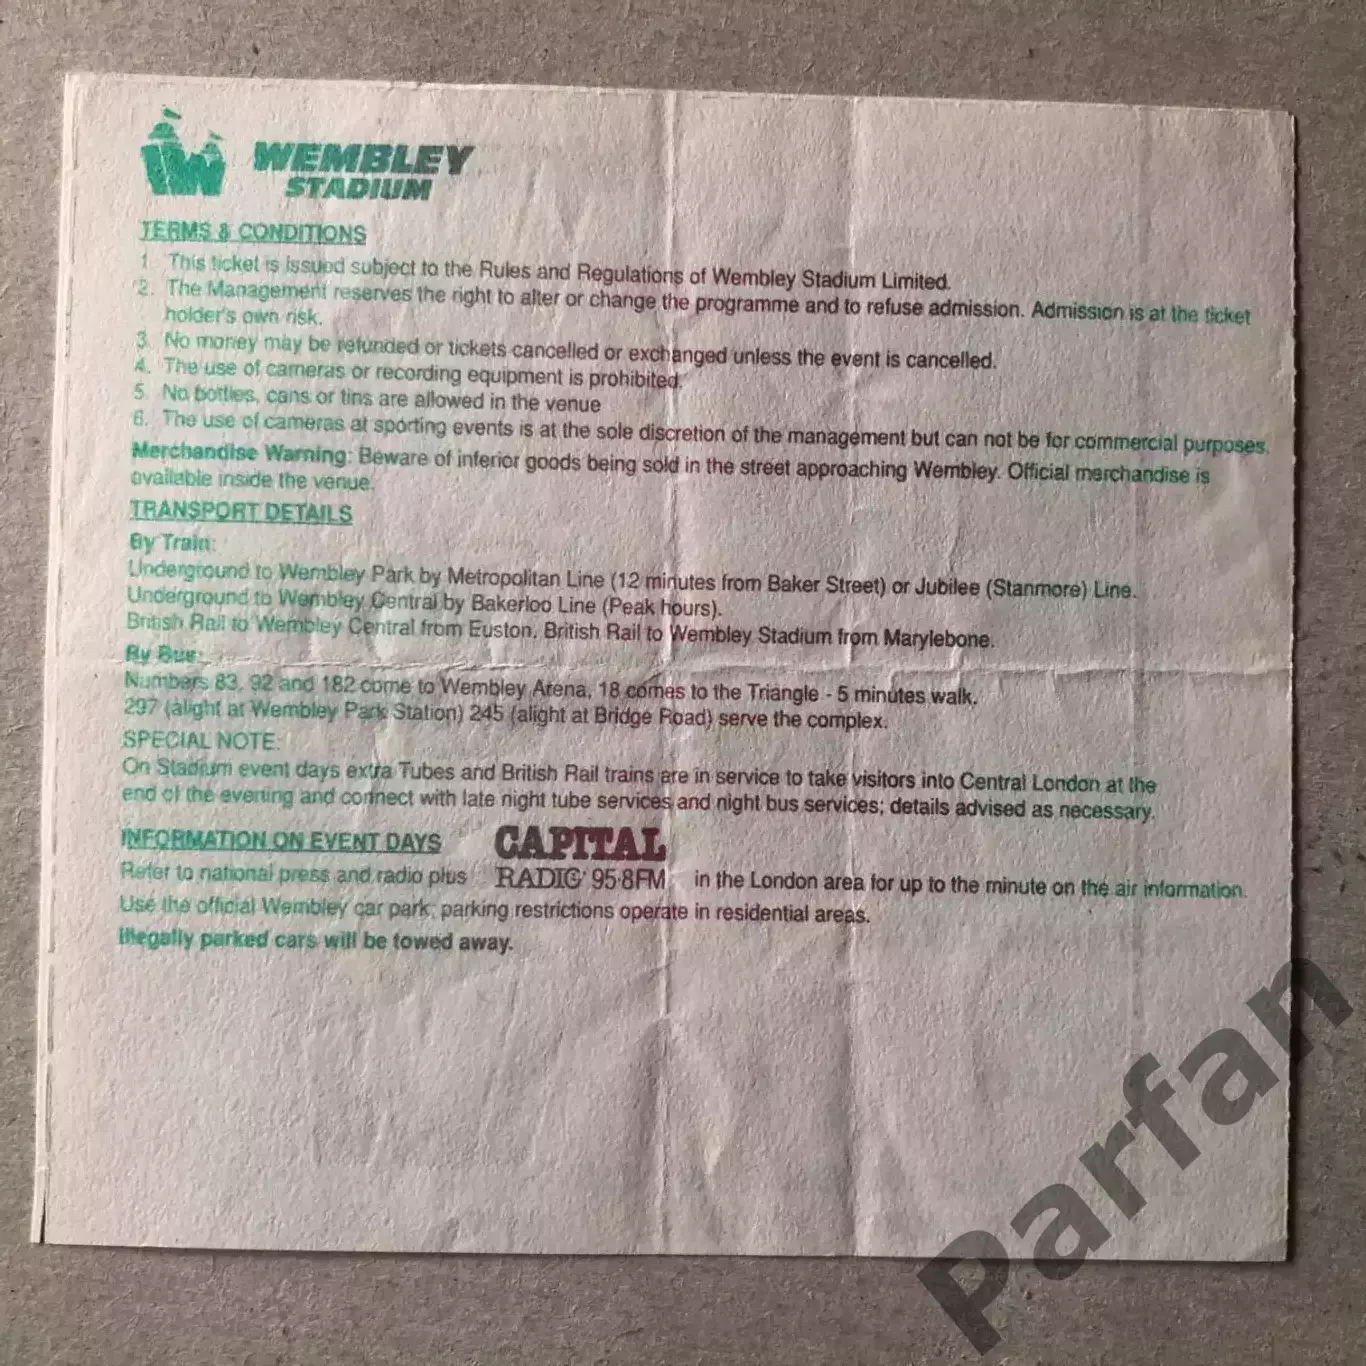 WEMBLEY
STADIUM
TERMS & CONDITIONS
1. This ticket is issued subject to the Rules and Regulations of Wembley Stadium Limited.
2. The Management reserves the right to alter or change the programme and to refuse admission. Admission is at the ticket
holder's own risk.
3. No money may be refunded or tickets cancelled or exchanged unless the event is cancelled.
4. The use of cameras or recording equipment is prohibited.
5. No bottles, cans or tins are allowed in the venue
6. The use of cameras at sporting events is at the sole discretion of the management but can not be for commercial purposes.
Merchandise Warning: Beware of inferior goods being sold in the street approaching Wembley. Official merchandise is
available inside the venue.
TRANSPORT DETAILS
By Train:
Underground to Wembley Park by Metropolitan Line (12 minutes from Baker Street) or Jubilee (Stanmore) Line.
Underground to Wembley Central by Bakerloo Line (Peak hours).
British Rail to Wembley Central from Euston. British Rail to Wembley Stadium from Marylebone.
By Bus:
Numbers 83, 92 and 182 come to Wembley Arena, 18 comes to the Triangle - 5 minutes walk.
297 (alight at Wembley Park Station) 245 (alight at Bridge Road) serve the complex.
SPECIAL NOTE:
On Stadium event days extra Tubes and British Rail trains are in service to take visitors into Central London at the
end of the evening and connect with late night tube services and night bus services; details advised as necessary.
INFORMATION ON EVENT DAYS CAPITAL
Refer to national press and radio plus RADIO 95·8FM in the London area for up to the minute on the air information.
Use the official Wembley car park; parking restrictions operate in residential areas.
Illegally parked cars will be towed away.
Parfan